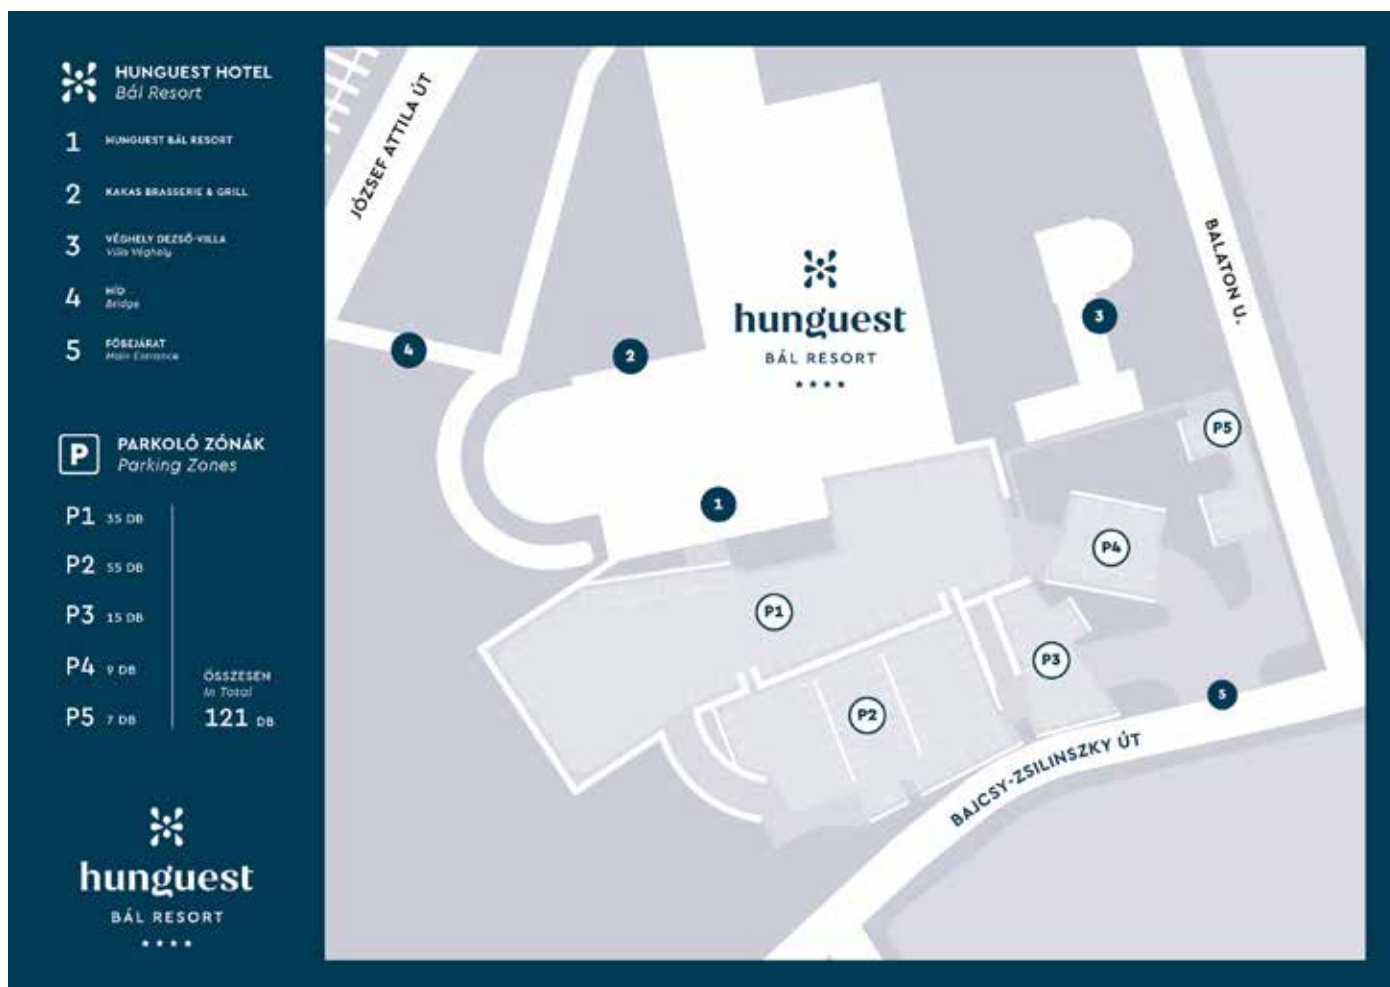 HUNGUEST HOTEL
Bál Resort
1 HUNGUEST BÁL RESORT
2 KAKAS BRASSERIE & GRILL
3 VÉGHELY DEZSŐ-VILLA
Villa Véghely
4 HÍD
Bridge
5 FŐBEJÁRAT
Main Entrance
P PARKOLÓ ZÓNÁK
Parking Zones
P1 35 DB
P2 55 DB
P3 15 DB
P4 9 DB
P5 7 DB
ÖSSZESEN
In Total
121 DB
hunguest
BÁL RESORT
JÓZSEF ATTILA ÚT
BALATON U.
hunguest
BÁL RESORT
3
4
2
P5
1
P4
P1
P3
5
P2
BAJCSY-ZSILINSZKY ÚT